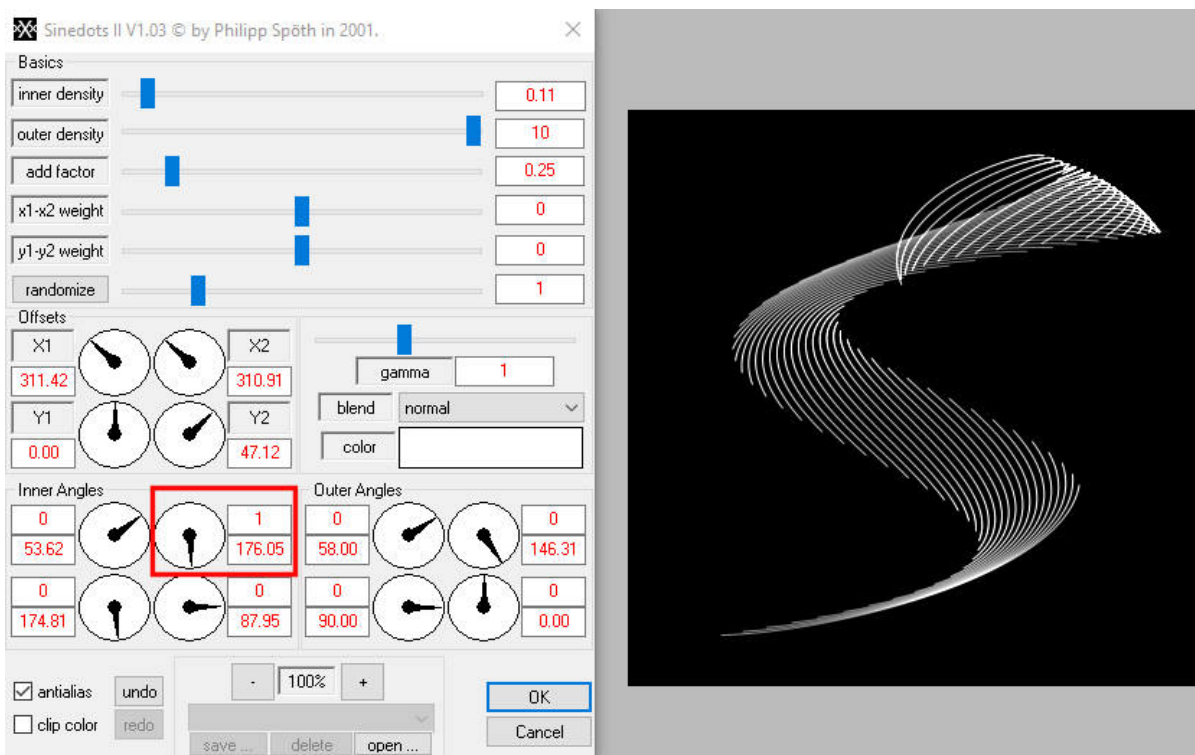 Sinedots II V1.03 © by Philipp Spöth in 2001.
Basics
inner density 0.11
outer density 10
add factor 0.25
x1-x2 weight 0
y1-y2 weight 0
randomize 1
Offsets
X1 X2
311.42 310.91
Y1 Y2
0.00 47.12
gamma 1
blend normal
color
Inner Angles
0 1
53.62 176.05
0 0
174.81 87.95
Outer Angles
0 0
58.00 146.31
0 0
90.00 0.00
antialias undo
clip color redo
- 100% +
save ... delete open ...
OK
Cancel